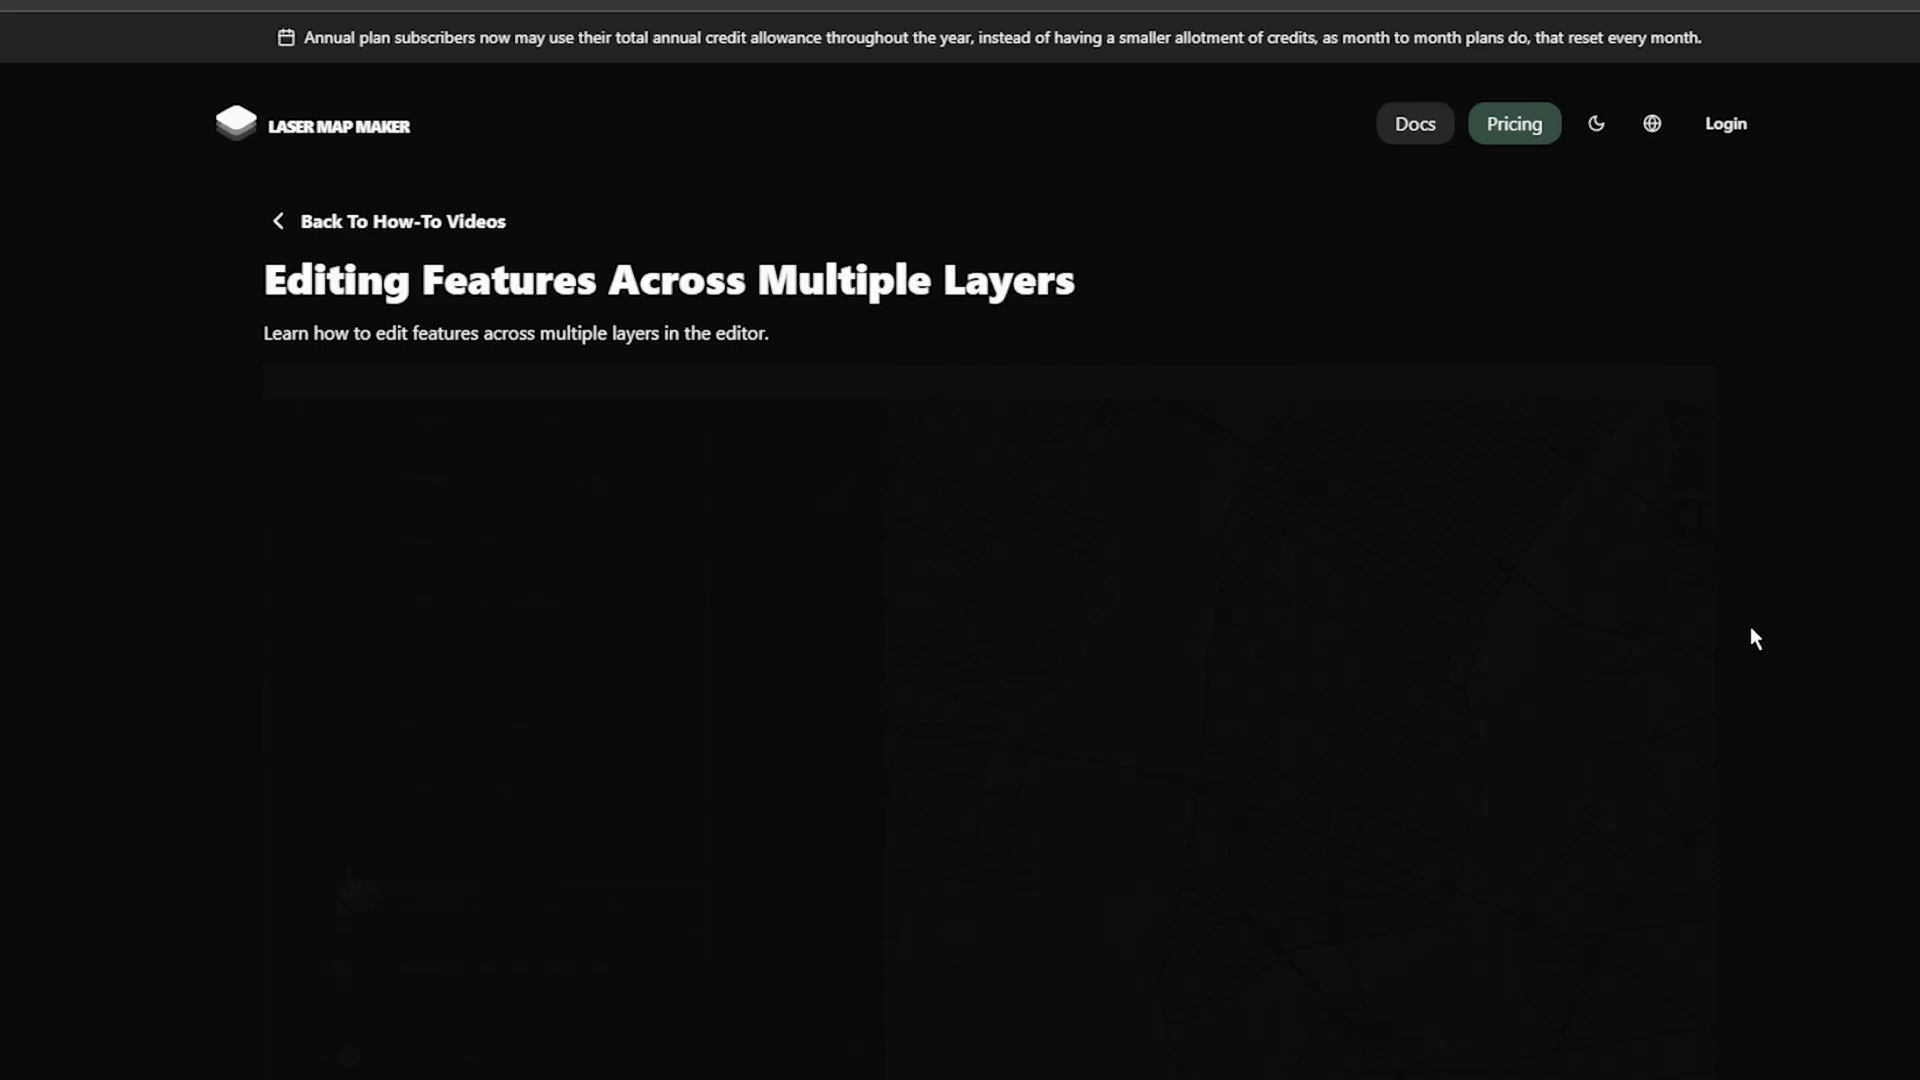 Annual plan subscribers now may use their total annual credit allowance throughout the year, instead of having a smaller allotment of credits, as month to month plans do, that reset every month.
LASER MAP MAKER
Docs
Pricing
Login
Back To How-To Videos
Editing Features Across Multiple Layers
Learn how to edit features across multiple layers in the editor.